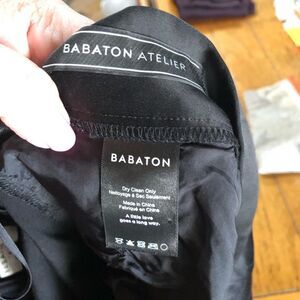 BABATON ATELIER
BABATON
Dry Clean Only
Nettoyage à Sec Seulement
Made in China
Fabriqué en Chine
A little love
goes a long way.